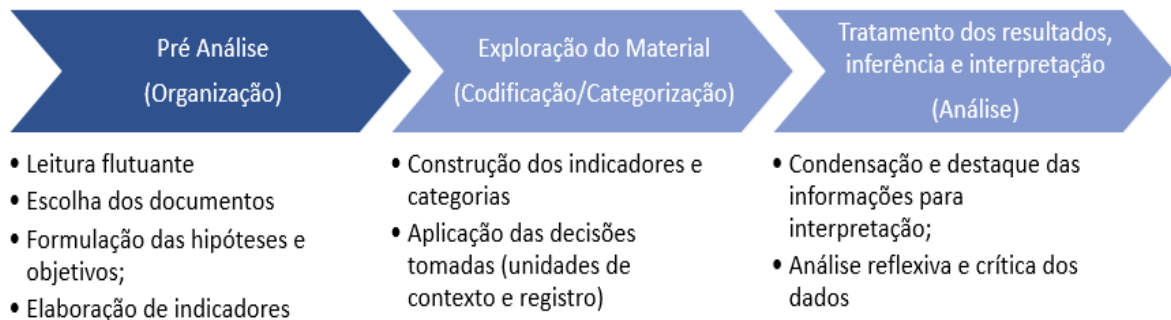 Pré Análise
(Organização)
• Leitura flutuante
• Escolha dos documentos
• Formulação das hipóteses e
objetivos;
• Elaboração de indicadores
Exploração do Material
(Codificação/Categorização)
• Construção dos indicadores e
categorias
• Aplicação das decisões
tomadas (unidades de
contexto e registro)
Tratamento dos resultados,
inferência e interpretação
(Análise)
• Condensação e destaque das
informações para
interpretação;
• Análise reflexiva e crítica dos
dados